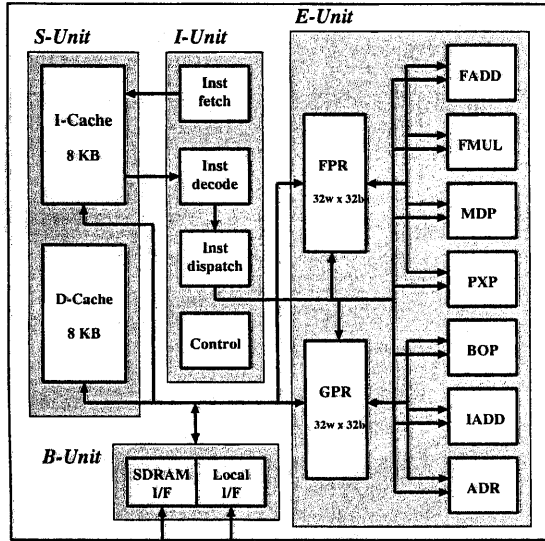 S-Unit
I-Unit
E-Unit
I-Cache
8 KB
D-Cache
8 KB
Inst
fetch
Inst
decode
Inst
dispatch
Control
FPR
32w x 32b
GPR
32w x 32b
FADD
FMUL
MDP
PXP
BOP
IADD
ADR
B-Unit
SDRAM
I/F
Local
I/F